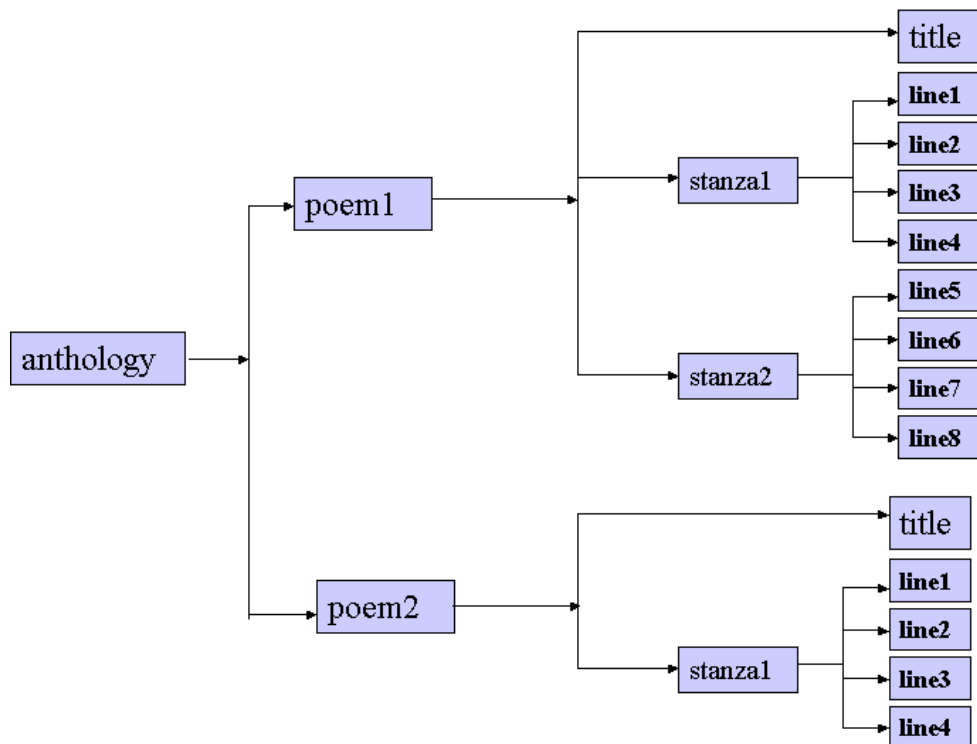 title
line1
line2
poem1
stanza1
line3
line4
line5
anthology
line6
stanza2
line7
line8
title
poem2
line1
line2
stanza1
line3
line4